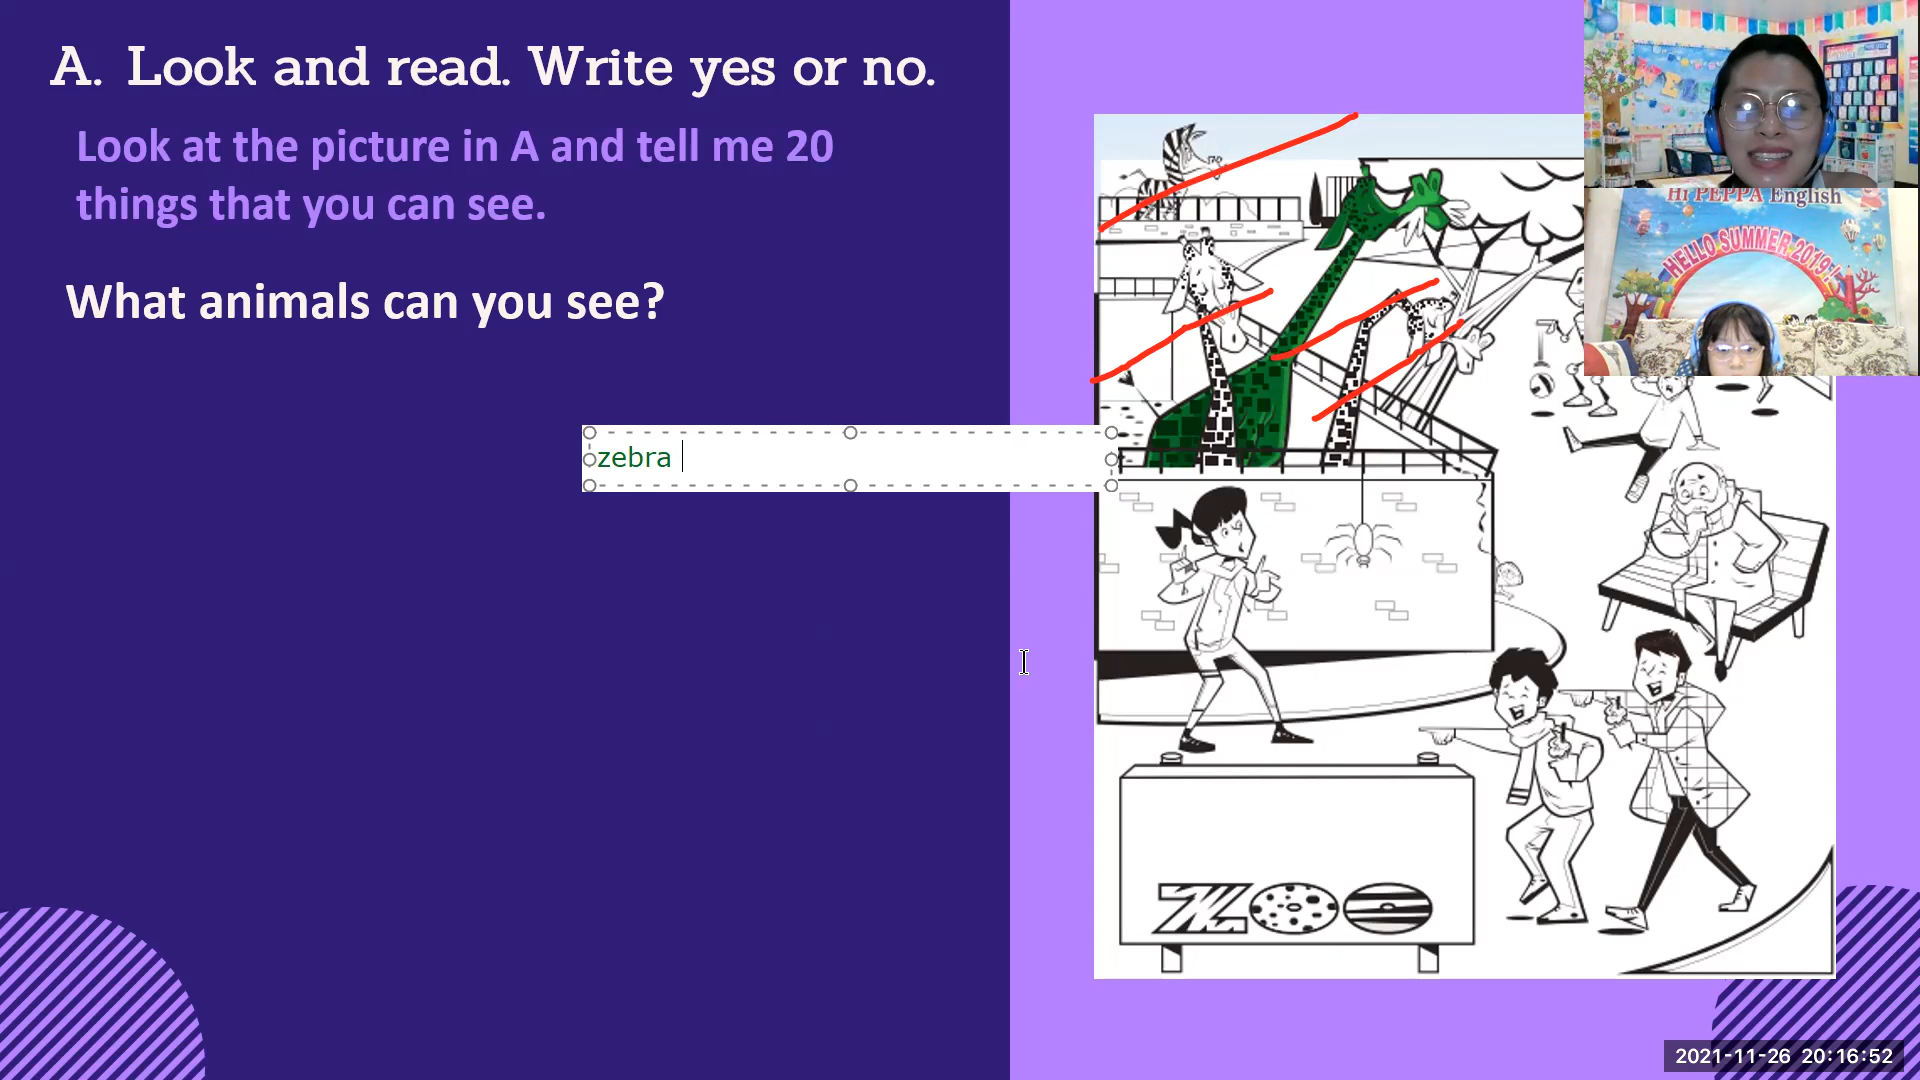 A. Look and read. Write yes or no.
Look at the picture in A and tell me 20
things that you can see.
What animals can you see?
zebra
ZOO
Hi PEPPA English
HELLO SUMMER 2019!
2021-11-26 20:16:52